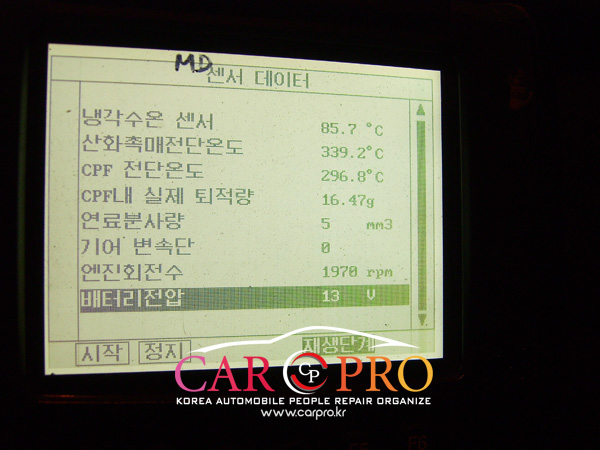 MD
센서 데이터
냉각수온 센서 85.7 °C
산화촉매전단온도 339.2°C
CPF 전단온도 296.8°C
CPF내 실제 퇴적량 16.47g
연료분사량 5 mm3
기어 변속단 0
엔진회전수 1970 rpm
배터리전압 13 V
시작 정지 재생단계
CAR CP PRO
KOREA AUTOMOBILE PEOPLE REPAIR ORGANIZE
www.carpro.kr